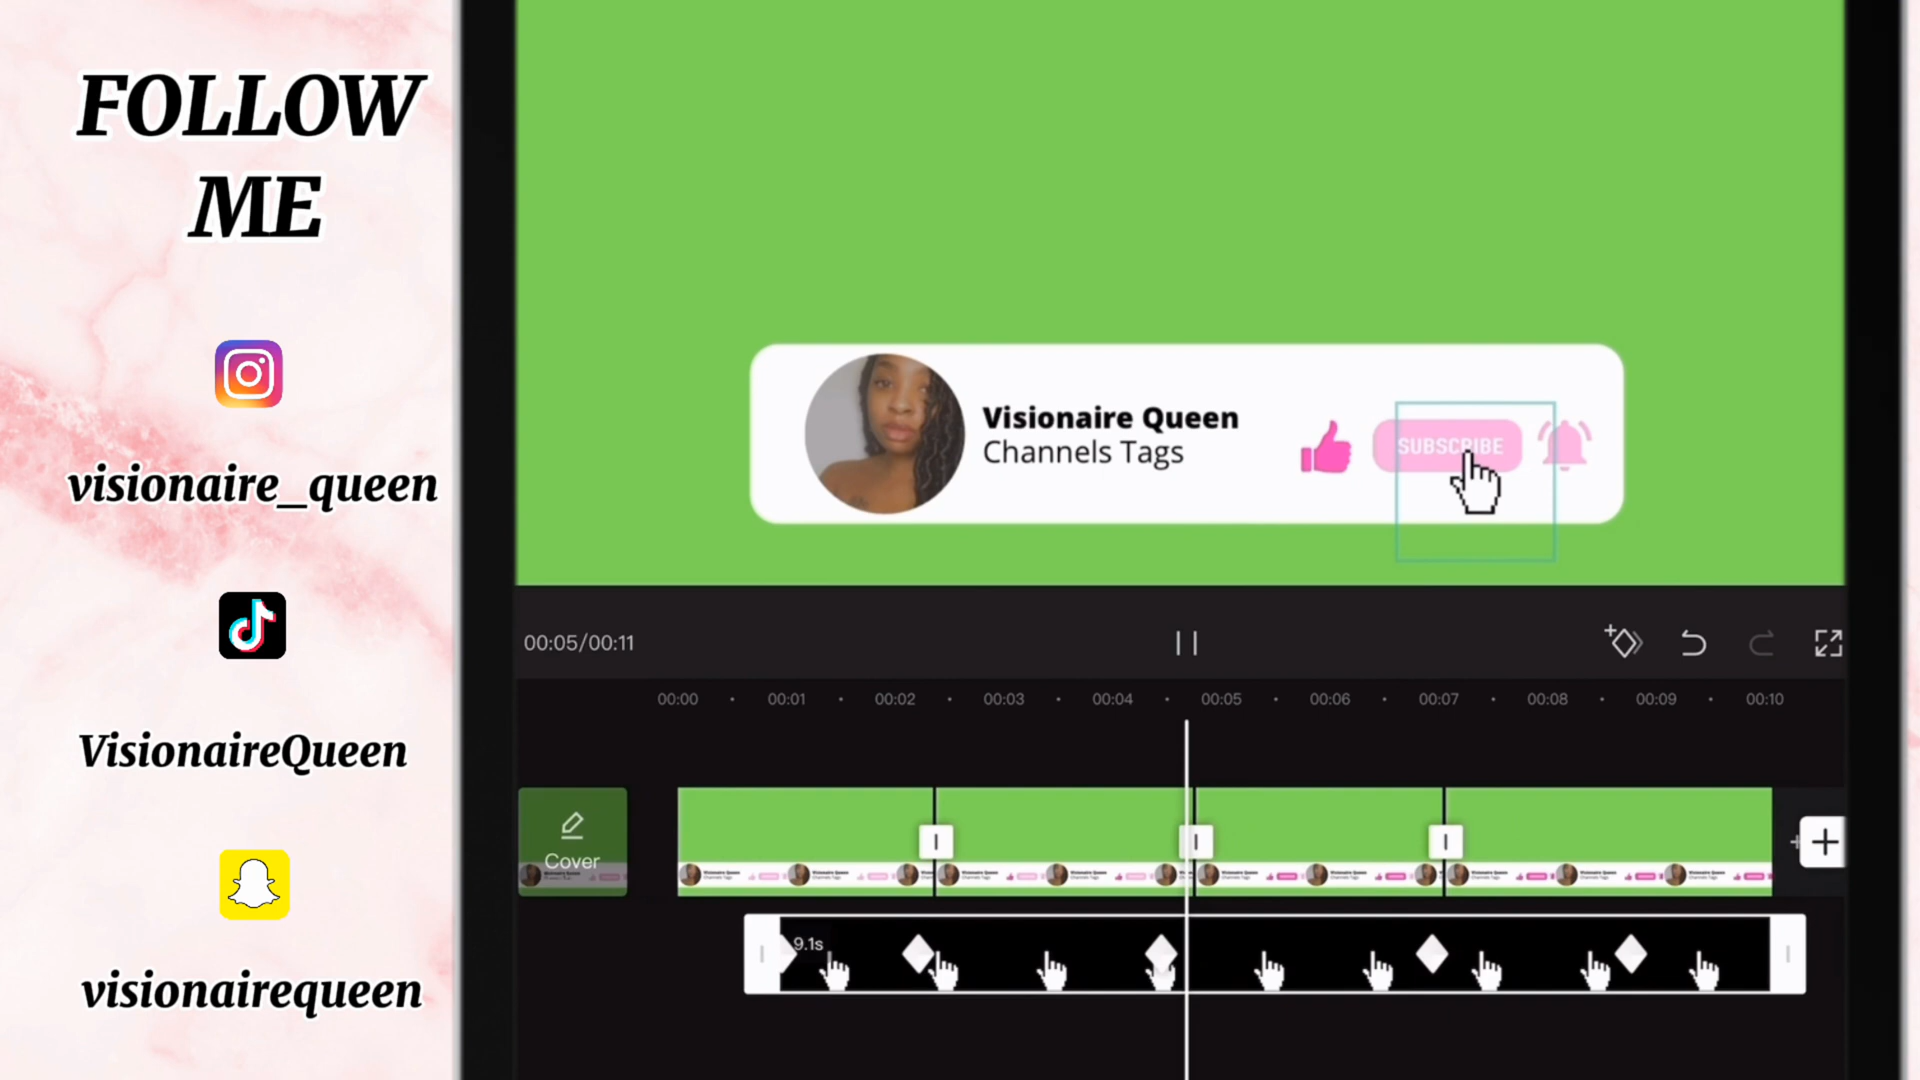 FOLLOW
ME
visionaire_queen
VisionaireQueen
visionairequeen
Visionaire Queen
Channels Tags
SUBSCRIBE
00:05/00:11
00:00
00:01
00:02
00:03
00:04
00:05
00:06
00:07
00:08
00:09
00:10
Cover
9.1s